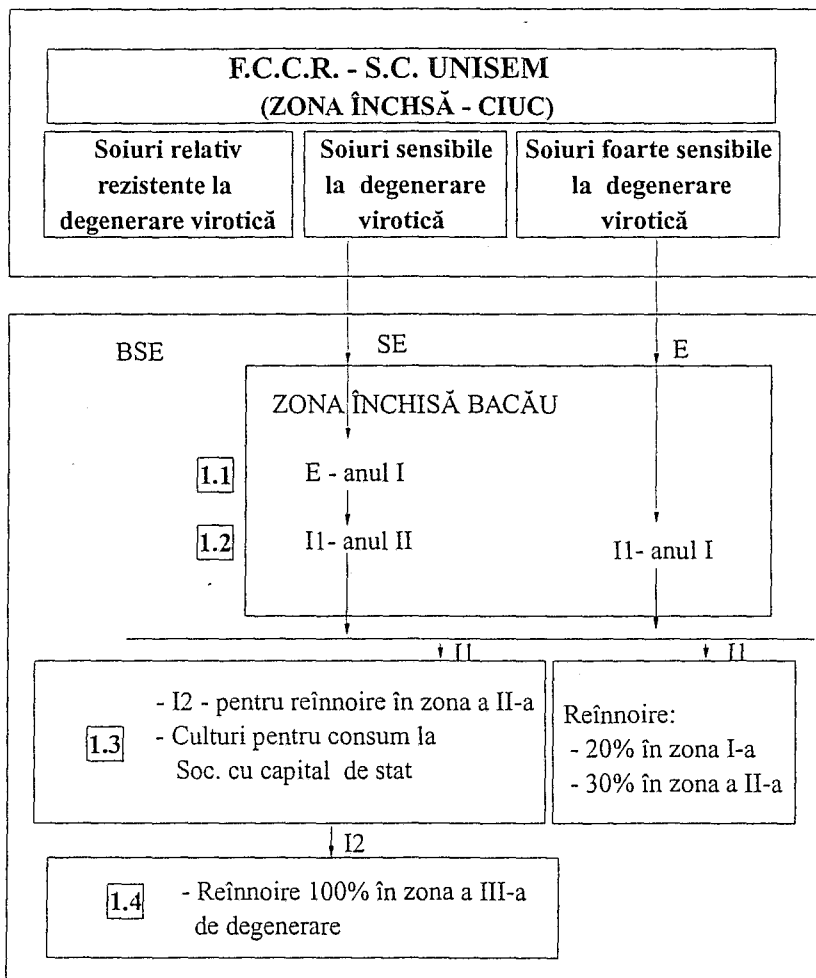 F.C.C.R. - S.C. UNISEM
(ZONA ÎNCHSĂ - CIUC)
Soiuri relativ
rezistente la
degenerare virotică
Soiuri sensibile
la degenerare
virotică
Soiuri foarte sensibile
la degenerare
virotică
BSE
SE
E
ZONA ÎNCHISĂ BACĂU
1.1
E - anul I
1.2
I1- anul II
I1- anul I
I1
I1
1.3
- I2 - pentru reînnoire în zona a II-a
- Culturi pentru consum la
Soc. cu capital de stat
Reînnoire:
- 20% în zona I-a
- 30% în zona a II-a
I2
1.4
- Reînnoire 100% în zona a III-a
de degenerare